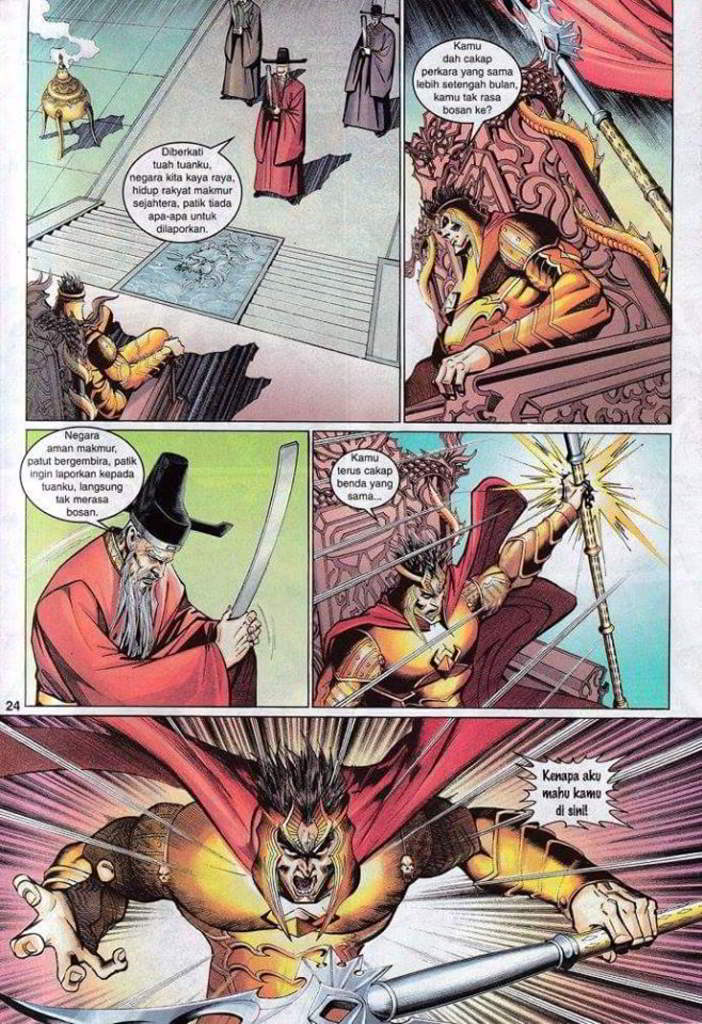 Diberkati
tuah tuanku,
negara kita kaya raya,
hidup rakyat makmur
sejahtera, patik tiada
apa-apa untuk
dilaporkan.
Kamu
dah cakap
perkara yang sama
lebih setengah bulan,
kamu tak rasa
bosan ke?
Negara
aman makmur,
patut bergembira, patik
ingin laporkan kepada
tuanku, langsung
tak merasa
bosan.
Kamu
terus cakap
benda yang
sama...
24
Kenapa aku
mahu kamu
di sini!